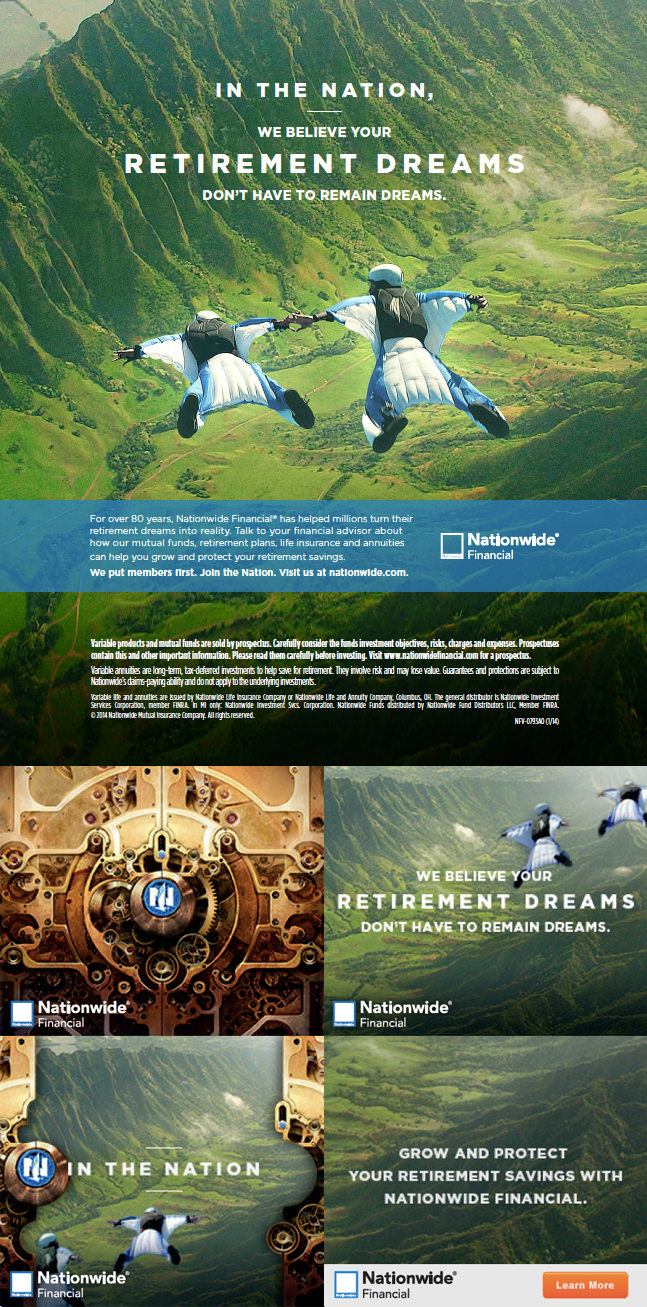 IN THE NATION,
WE BELIEVE YOUR
RETIREMENT DREAMS
DON'T HAVE TO REMAIN DREAMS.
For over 80 years, Nationwide Financial® has helped millions turn their
retirement dreams into reality. Talk to your financial advisor about
how our mutual funds, retirement plans, life insurance and annuities
can help you grow and protect your retirement savings.
We put members first. Join the Nation. Visit us at nationwide.com.
Nationwide®
Financial
Variable products and mutual funds are sold by prospectus. Carefully consider the funds investment objectives, risks, charges and expenses. Prospectuses
contain this and other important information. Please read them carefully before investing. Visit www.nationwidefinancial.com for a prospectus.
Variable annuities are long-term, tax-deferred investments to help save for retirement. They involve risk and may lose value. Guarantees and protections are subject to
Nationwide's claims-paying ability and do not apply to the underlying investments.
Variable life and annuities are issued by Nationwide Life Insurance Company or Nationwide Life and Annuity Company, Columbus, OH. The general distributor is Nationwide Investment
Services Corporation, member FINRA. In MI only: Nationwide Investment Svcs. Corporation. Nationwide Funds distributed by Nationwide Fund Distributors LLC, Member FINRA.
© 2014 Nationwide Mutual Insurance Company. All rights reserved.
NFV-0793AO (1/14)
N
Nationwide®
Financial
WE BELIEVE YOUR
RETIREMENT DREAMS
DON'T HAVE TO REMAIN DREAMS.
Nationwide®
Financial
N
IN THE NATION
Nationwide®
Financial
GROW AND PROTECT
YOUR RETIREMENT SAVINGS WITH
NATIONWIDE FINANCIAL.
Nationwide®
Financial
Learn More